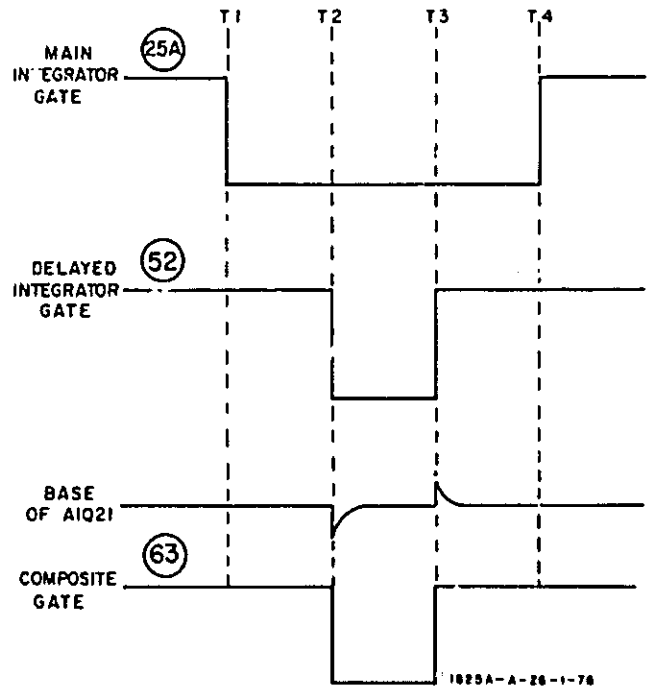 T1 T2 T3 T4
25A
MAIN
INTEGRATOR
GATE
52
DELAYED
INTEGRATOR
GATE
BASE
OF A1Q21
63
COMPOSITE
GATE
1825A-A-26-1-76